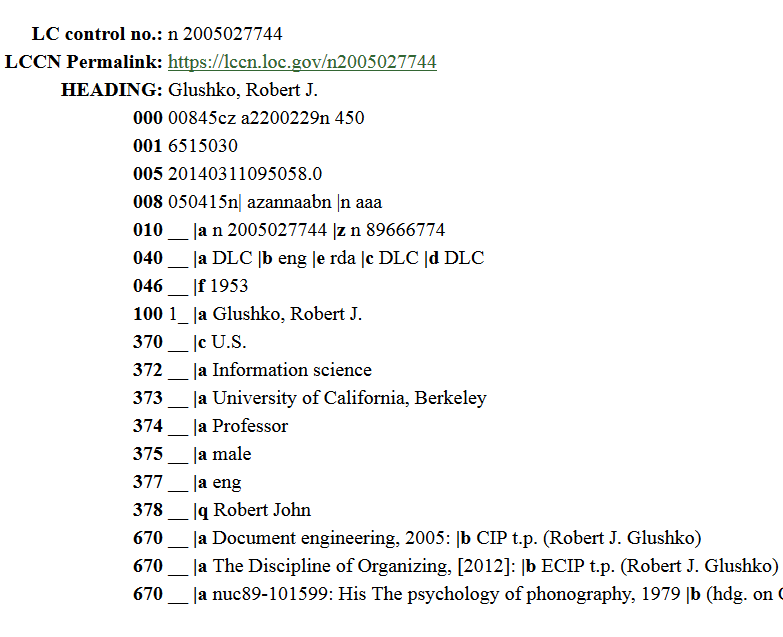 LC control no.: n 2005027744
LCCN Permalink: https://lccn.loc.gov/n2005027744
HEADING: Glushko, Robert J.
000 00845cz a2200229n 450
001 6515030
005 20140311095058.0
008 050415n| azannaabn |n aaa
010 __ |a n 2005027744 |z n 89666774
040 __ |a DLC |b eng |e rda |c DLC |d DLC
046 __ |f 1953
100 1_ |a Glushko, Robert J.
370 __ |c U.S.
372 __ |a Information science
373 __ |a University of California, Berkeley
374 __ |a Professor
375 __ |a male
377 __ |a eng
378 __ |q Robert John
670 __ |a Document engineering, 2005: |b CIP t.p. (Robert J. Glushko)
670 __ |a The Discipline of Organizing, [2012]: |b ECIP t.p. (Robert J. Glushko)
670 __ |a nuc89-101599: His The psychology of phonography, 1979 |b (hdg. on